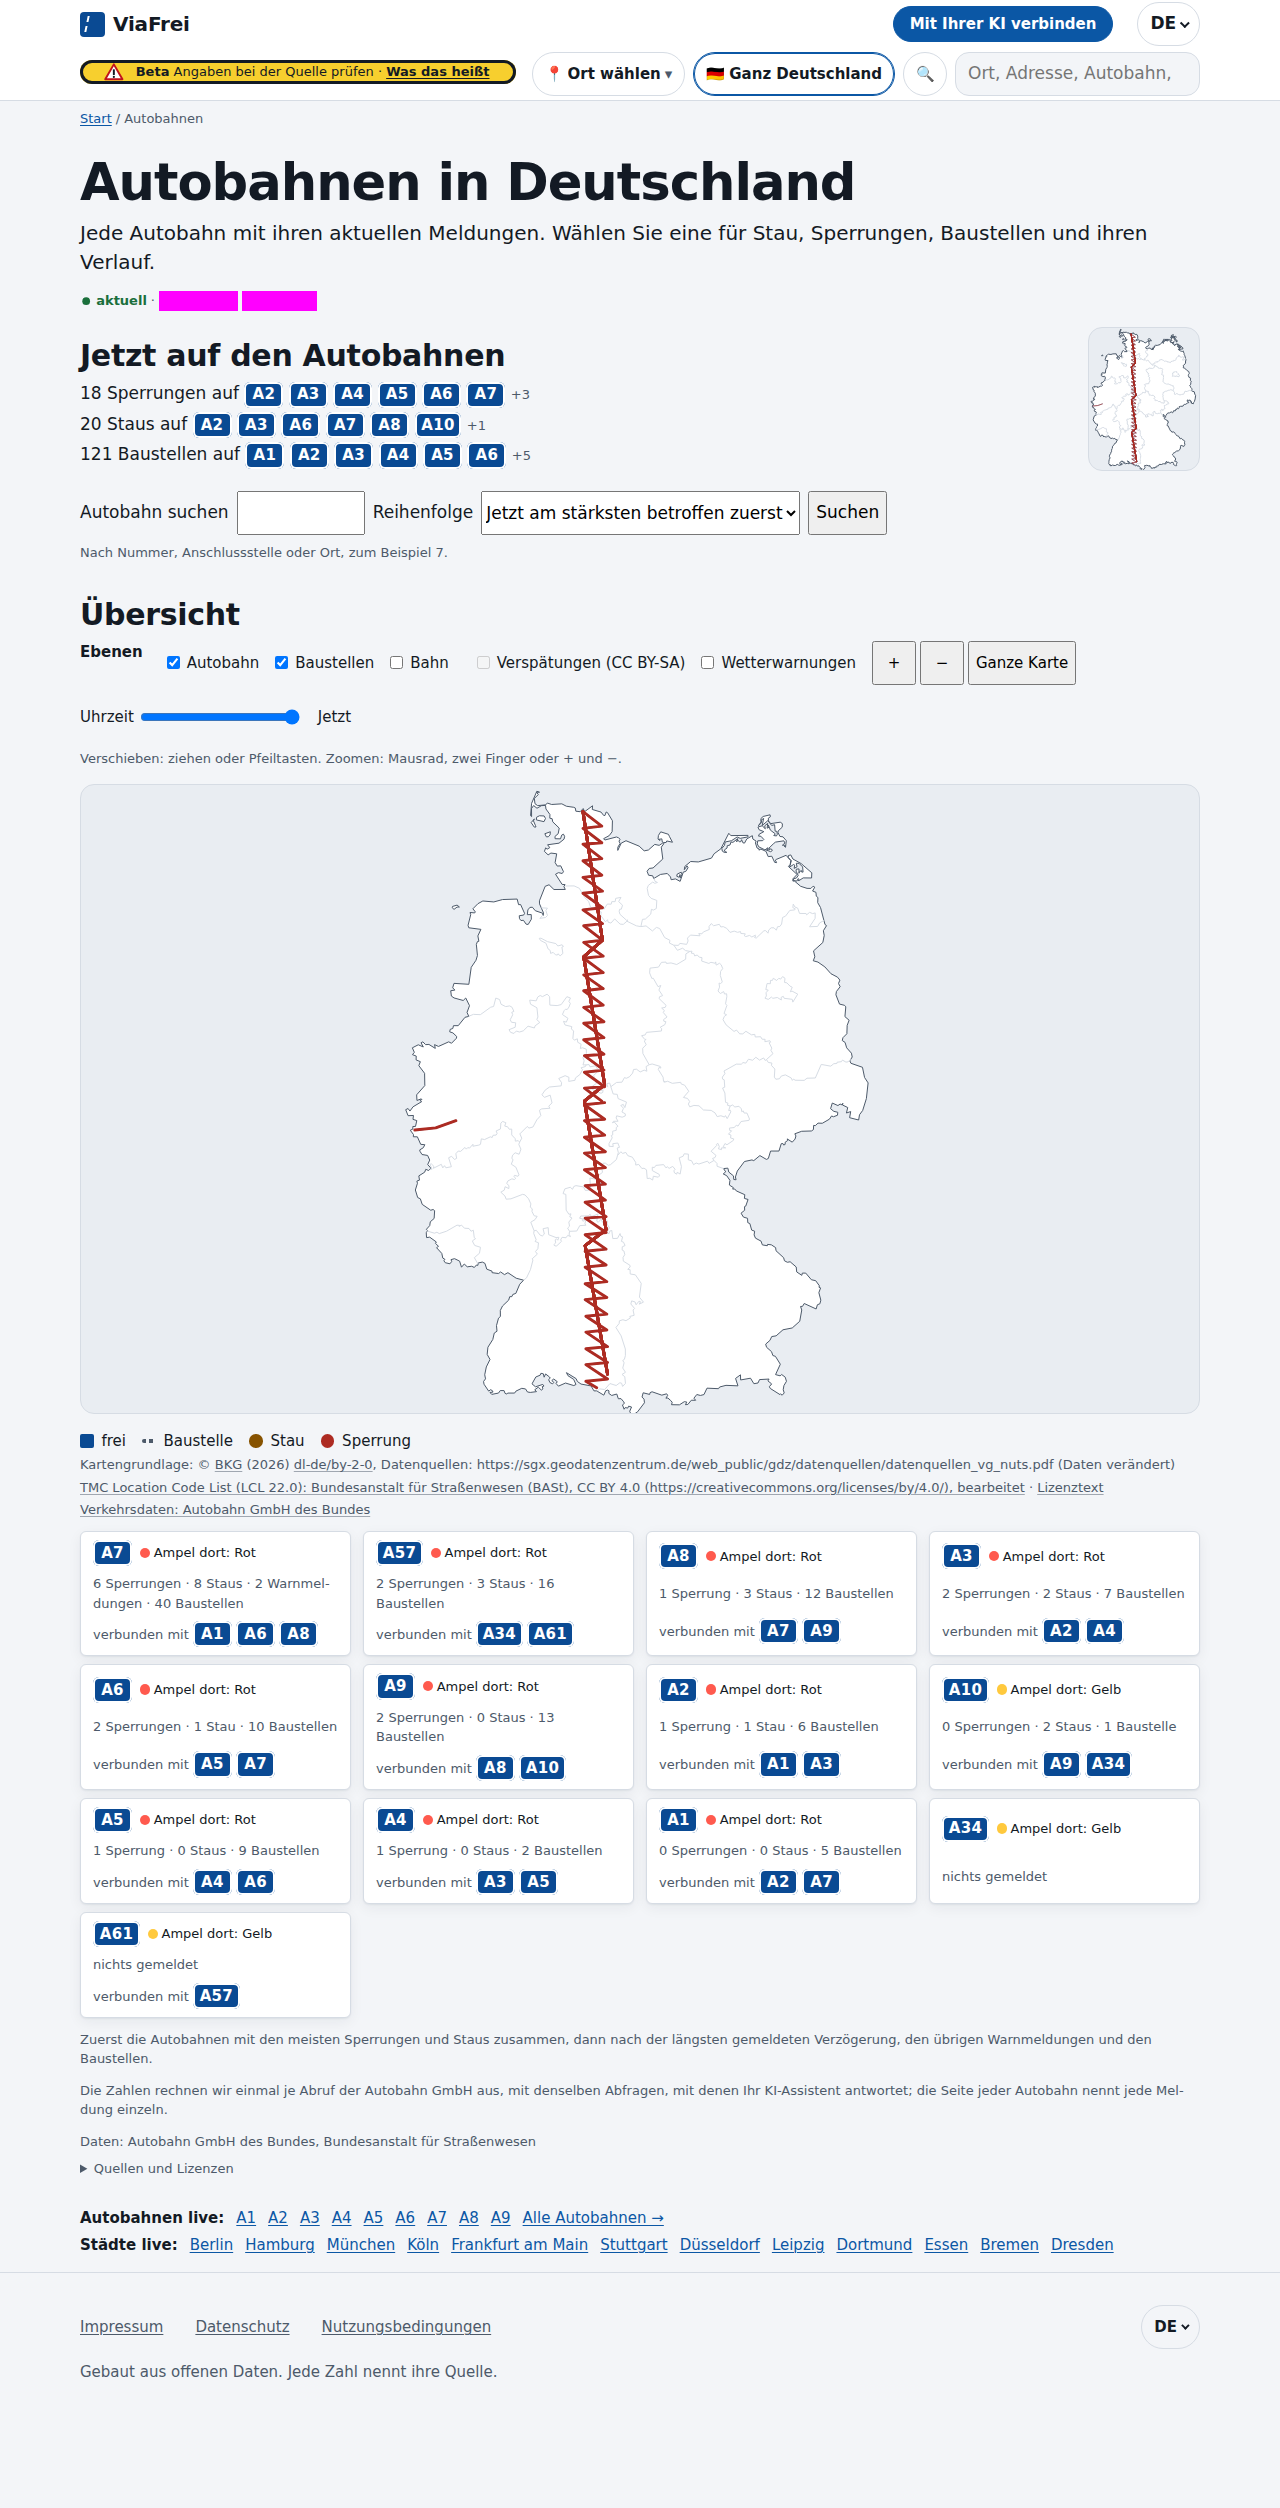 ViaFrei
Mit Ihrer KI verbinden
DE
Beta Angaben bei der Quelle prüfen · Was das heißt
Ort wählen ▾
Ganz Deutschland
Ort, Adresse, Autobahn,
Start / Autobahnen
Autobahnen in Deutschland
Jede Autobahn mit ihren aktuellen Meldungen. Wählen Sie eine für Stau, Sperrungen, Baustellen und ihren
Verlauf.
aktuell ·
Jetzt auf den Autobahnen
18 Sperrungen auf A2 A3 A4 A5 A6 A7 +3
20 Staus auf A2 A3 A6 A7 A8 A10 +1
121 Baustellen auf A1 A2 A3 A4 A5 A6 +5
Autobahn suchen Reihenfolge Jetzt am stärksten betroffen zuerst Suchen
Nach Nummer, Anschlussstelle oder Ort, zum Beispiel 7.
Übersicht
Ebenen Autobahn Baustellen Bahn Verspätungen (CC BY-SA) Wetterwarnungen + − Ganze Karte
Uhrzeit Jetzt
Verschieben: ziehen oder Pfeiltasten. Zoomen: Mausrad, zwei Finger oder + und −.
frei Baustelle Stau Sperrung
Kartengrundlage: © BKG (2026) dl-de/by-2-0, Datenquellen: https://sgx.geodatenzentrum.de/web_public/gdz/datenquellen/datenquellen_vg_nuts.pdf (Daten verändert)
TMC Location Code List (LCL 22.0): Bundesanstalt für Straßenwesen (BASt), CC BY 4.0 (https://creativecommons.org/licenses/by/4.0/), bearbeitet · Lizenztext
Verkehrsdaten: Autobahn GmbH des Bundes
A7 Ampel dort: Rot
6 Sperrungen · 8 Staus · 2 Warnmel-
dungen · 40 Baustellen
verbunden mit A1 A6 A8
A57 Ampel dort: Rot
2 Sperrungen · 3 Staus · 16
Baustellen
verbunden mit A34 A61
A8 Ampel dort: Rot
1 Sperrung · 3 Staus · 12 Baustellen
verbunden mit A7 A9
A3 Ampel dort: Rot
2 Sperrungen · 2 Staus · 7 Baustellen
verbunden mit A2 A4
A6 Ampel dort: Rot
2 Sperrungen · 1 Stau · 10 Baustellen
verbunden mit A5 A7
A9 Ampel dort: Rot
2 Sperrungen · 0 Staus · 13
Baustellen
verbunden mit A8 A10
A2 Ampel dort: Rot
1 Sperrung · 1 Stau · 6 Baustellen
verbunden mit A1 A3
A10 Ampel dort: Gelb
0 Sperrungen · 2 Staus · 1 Baustelle
verbunden mit A9 A34
A5 Ampel dort: Rot
1 Sperrung · 0 Staus · 9 Baustellen
verbunden mit A4 A6
A4 Ampel dort: Rot
1 Sperrung · 0 Staus · 2 Baustellen
verbunden mit A3 A5
A1 Ampel dort: Rot
0 Sperrungen · 0 Staus · 5 Baustellen
verbunden mit A2 A7
A34 Ampel dort: Gelb
nichts gemeldet
A61 Ampel dort: Gelb
nichts gemeldet
verbunden mit A57
Zuerst die Autobahnen mit den meisten Sperrungen und Staus zusammen, dann nach der längsten gemeldeten Verzögerung, den übrigen Warnmeldungen und den
Baustellen.
Die Zahlen rechnen wir einmal je Abruf der Autobahn GmbH aus, mit denselben Abfragen, mit denen Ihr KI-Assistent antwortet; die Seite jeder Autobahn nennt jede Mel-
dung einzeln.
Daten: Autobahn GmbH des Bundes, Bundesanstalt für Straßenwesen
Quellen und Lizenzen
Autobahnen live: A1 A2 A3 A4 A5 A6 A7 A8 A9 Alle Autobahnen →
Städte live: Berlin Hamburg München Köln Frankfurt am Main Stuttgart Düsseldorf Leipzig Dortmund Essen Bremen Dresden
Impressum Datenschutz Nutzungsbedingungen DE
Gebaut aus offenen Daten. Jede Zahl nennt ihre Quelle.